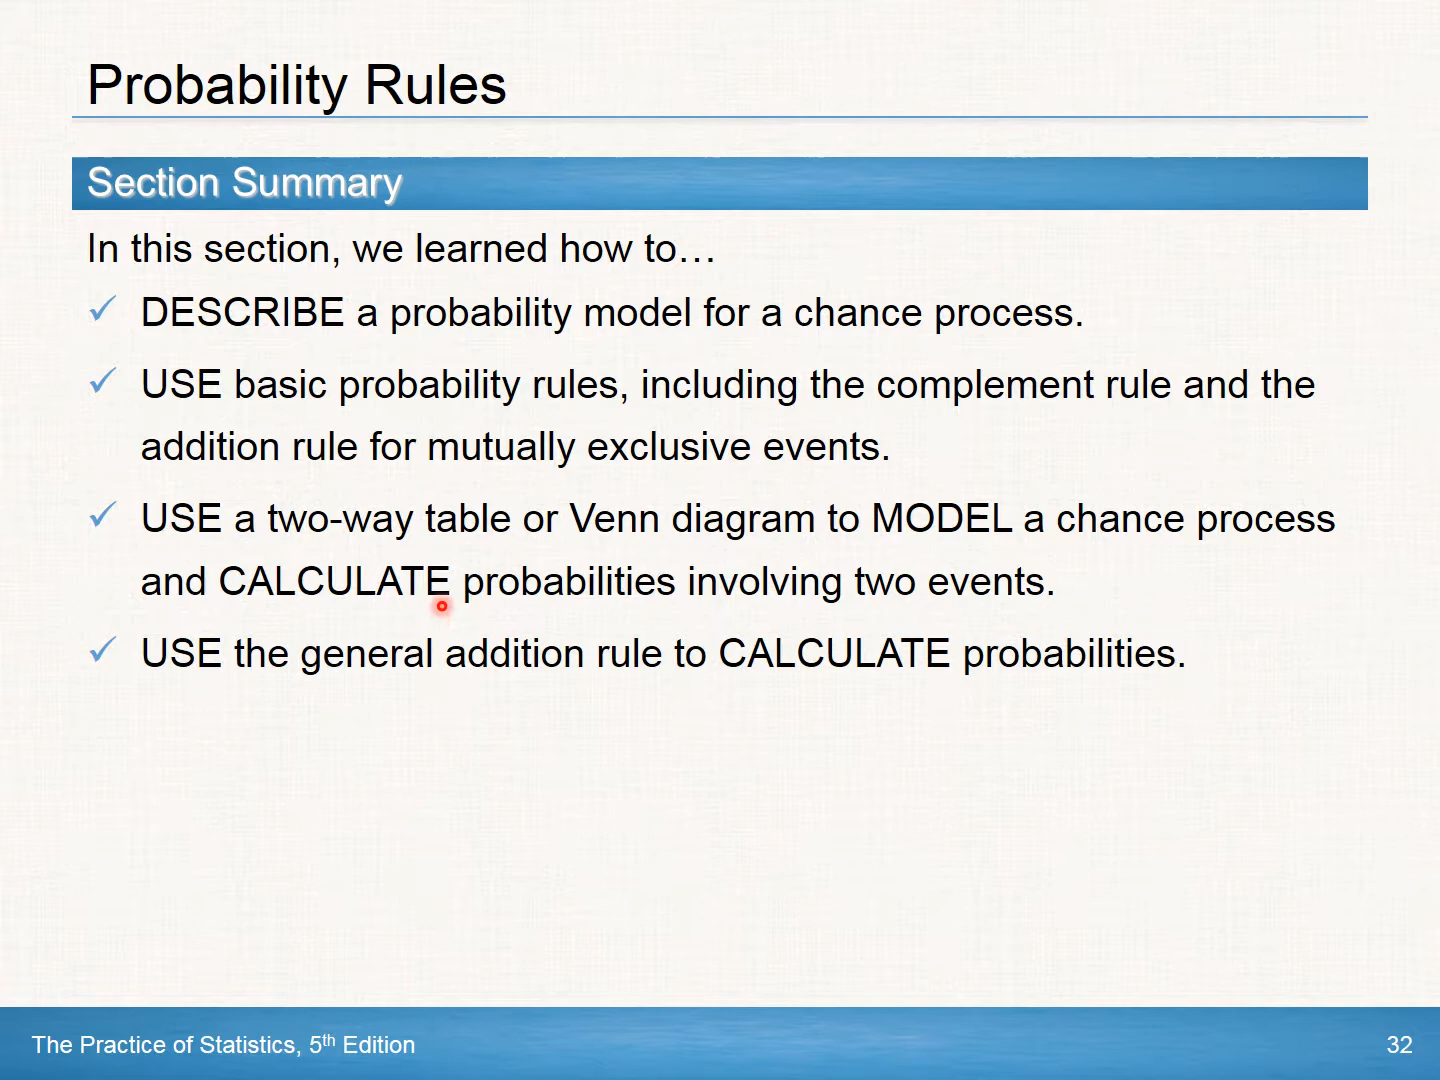 Probability Rules
Section Summary
In this section, we learned how to…
✓ DESCRIBE a probability model for a chance process.
✓ USE basic probability rules, including the complement rule and the
addition rule for mutually exclusive events.
✓ USE a two-way table or Venn diagram to MODEL a chance process
and CALCULATE probabilities involving two events.
✓ USE the general addition rule to CALCULATE probabilities.
The Practice of Statistics, 5th Edition
32